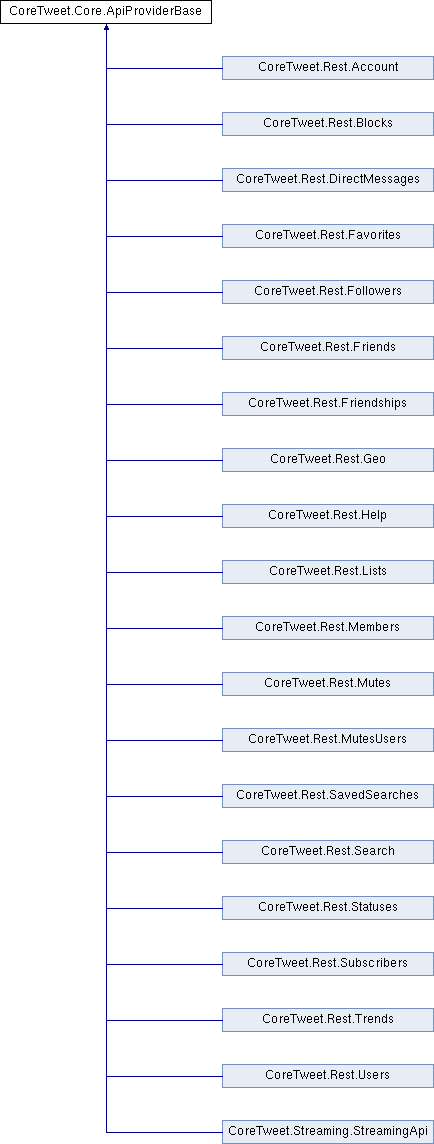 CoreTweet.Core.ApiProviderBase
CoreTweet.Rest.Account
CoreTweet.Rest.Blocks
CoreTweet.Rest.DirectMessages
CoreTweet.Rest.Favorites
CoreTweet.Rest.Followers
CoreTweet.Rest.Friends
CoreTweet.Rest.Friendships
CoreTweet.Rest.Geo
CoreTweet.Rest.Help
CoreTweet.Rest.Lists
CoreTweet.Rest.Members
CoreTweet.Rest.Mutes
CoreTweet.Rest.MutesUsers
CoreTweet.Rest.SavedSearches
CoreTweet.Rest.Search
CoreTweet.Rest.Statuses
CoreTweet.Rest.Subscribers
CoreTweet.Rest.Trends
CoreTweet.Rest.Users
CoreTweet.Streaming.StreamingApi